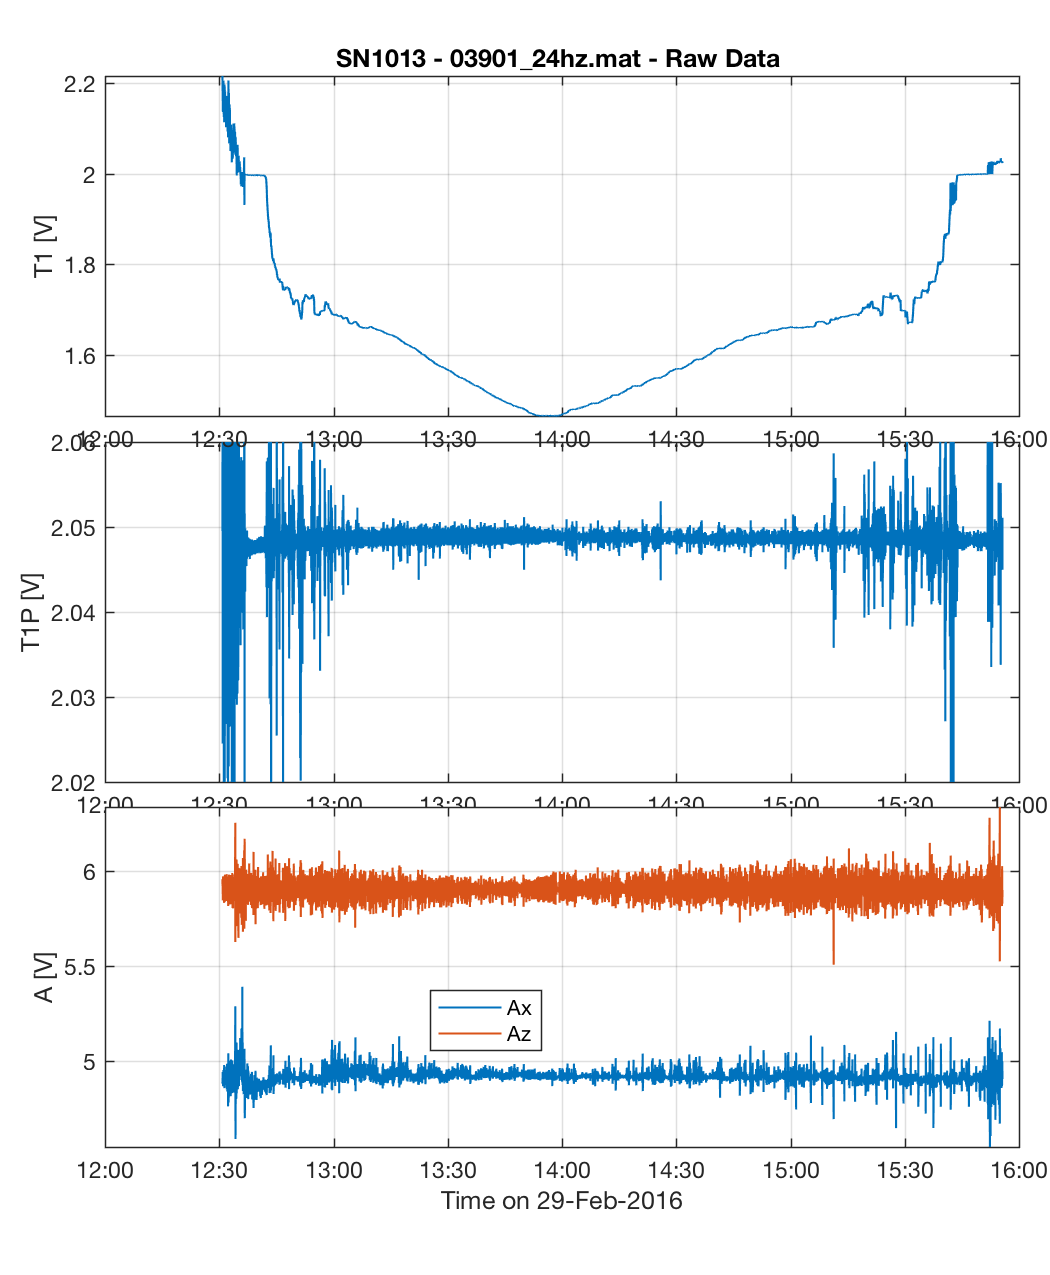 SN1013 - 03901_24hz.mat - Raw Data
2.2
2
1.8
1.6
T1 [V]
12:00 12:30 13:00 13:30 14:00 14:30 15:00 15:30 16:00
2.06
2.05
2.04
2.03
2.02
T1P [V]
12:00 12:30 13:00 13:30 14:00 14:30 15:00 15:30 16:00
6
5.5
5
A [V]
Ax
Az
12:00 12:30 13:00 13:30 14:00 14:30 15:00 15:30 16:00
Time on 29-Feb-2016